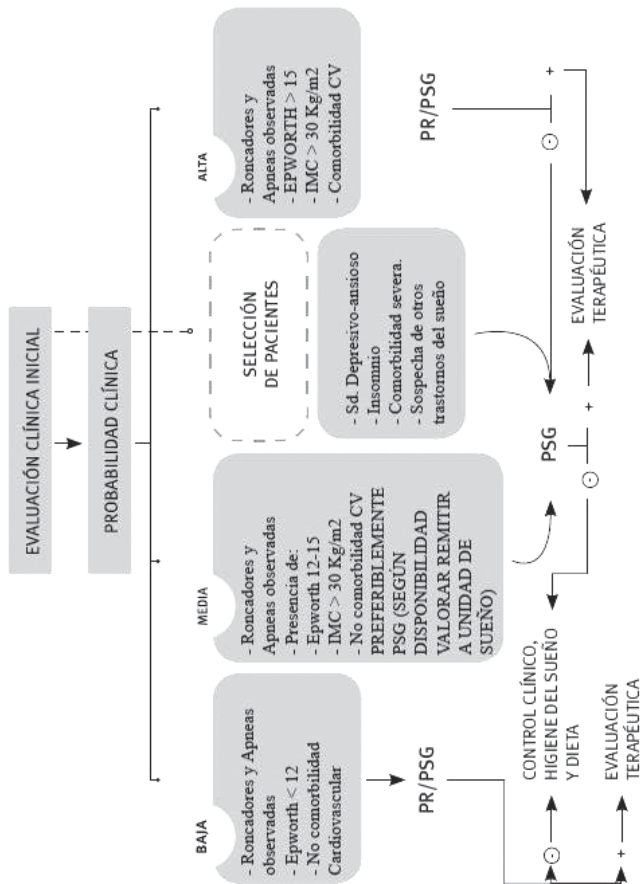 EVALUACIÓN CLÍNICA INICIAL
PROBABILIDAD CLÍNICA
BAJA
- Roncadores y Apneas
observadas
- Epworth < 12
- No comorbilidad
Cardiovascular
PR/PSG
-
CONTROL CLÍNICO,
HIGIENE DEL SUEÑO
Y DIETA
+
EVALUACIÓN
TERAPÉUTICA
MEDIA
- Roncadores y
Apneas observadas
- Presencia de:
- Epworth 12-15
- IMC > 30 Kg/m2
- No comorbilidad CV
PREFERIBLEMENTE
PSG (SEGÚN
DISPONIBILIDAD
VALORAR REMITIR
A UNIDAD DE
SUEÑO)
SELECCIÓN
DE PACIENTES
- Sd. Depresivo-ansioso
- Insomnio
- Comorbilidad severa.
- Sospecha de otros
trastornos del sueño
PSG
-
+
EVALUACIÓN
TERAPÉUTICA
ALTA
- Roncadores y
Apneas observadas
- EPWORTH > 15
- IMC > 30 Kg/m2
- Comorbilidad CV
PR/PSG
-
+